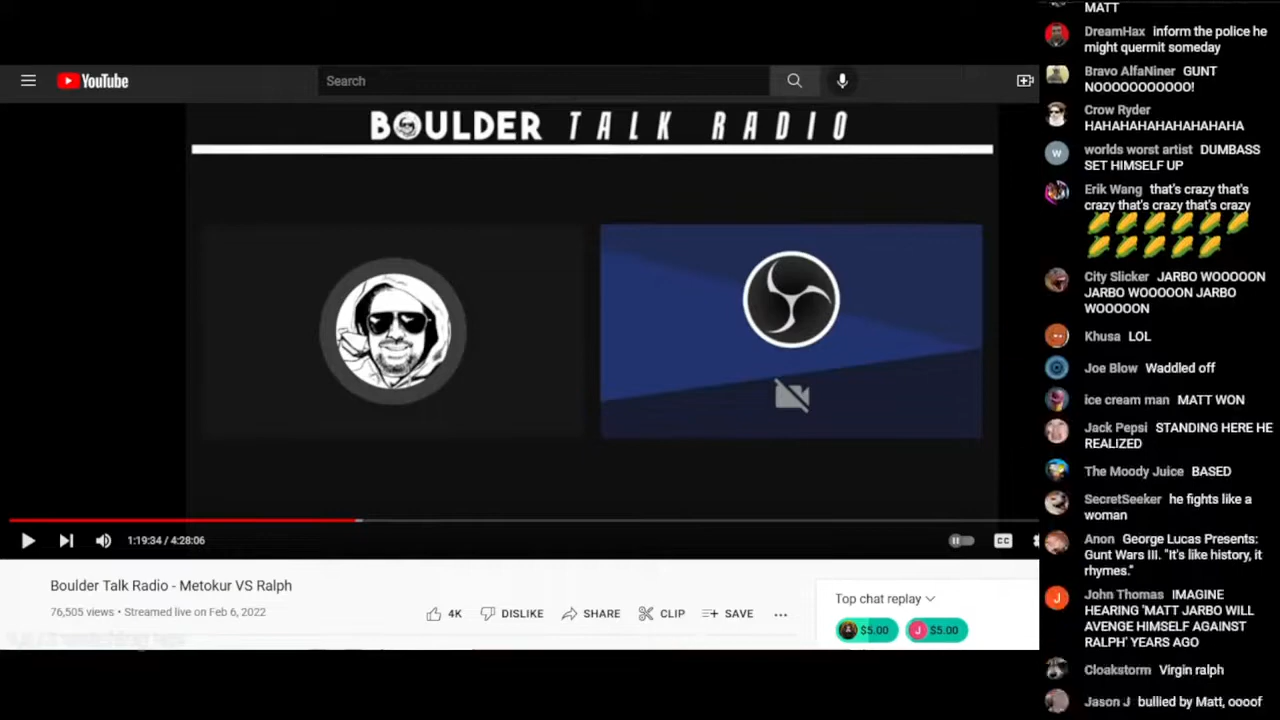 YouTube
Search
BOULDER TALK RADIO
1:19:34 / 4:28:06
CC
Boulder Talk Radio - Metokur VS Ralph
76,505 views • Streamed live on Feb 6, 2022
4K DISLIKE SHARE CLIP SAVE ...
Top chat replay
$5.00 J $5.00
MATT
DreamHax inform the police he
might quermit someday
Bravo AlfaNiner GUNT
NOOOOOOOOOOO!
Crow Ryder
HAHAHAHAHAHAHAHA
W
worlds worst artist DUMBASS
SET HIMSELF UP
Erik Wang that's crazy that's
crazy that's crazy that's crazy
City Slicker JARBO WOOOOON
JARBO WOOOOON JARBO
WOOOOON
Khusa LOL
Joe Blow Waddled off
ice cream man MATT WON
Jack Pepsi STANDING HERE HE
REALIZED
The Moody Juice BASED
SecretSeeker he fights like a
woman
Anon George Lucas Presents:
Gunt Wars III. "It's like history, it
rhymes."
J
John Thomas IMAGINE
HEARING 'MATT JARBO WILL
AVENGE HIMSELF AGAINST
RALPH' YEARS AGO
Cloakstorm Virgin ralph
Jason J bullied by Matt, oooof